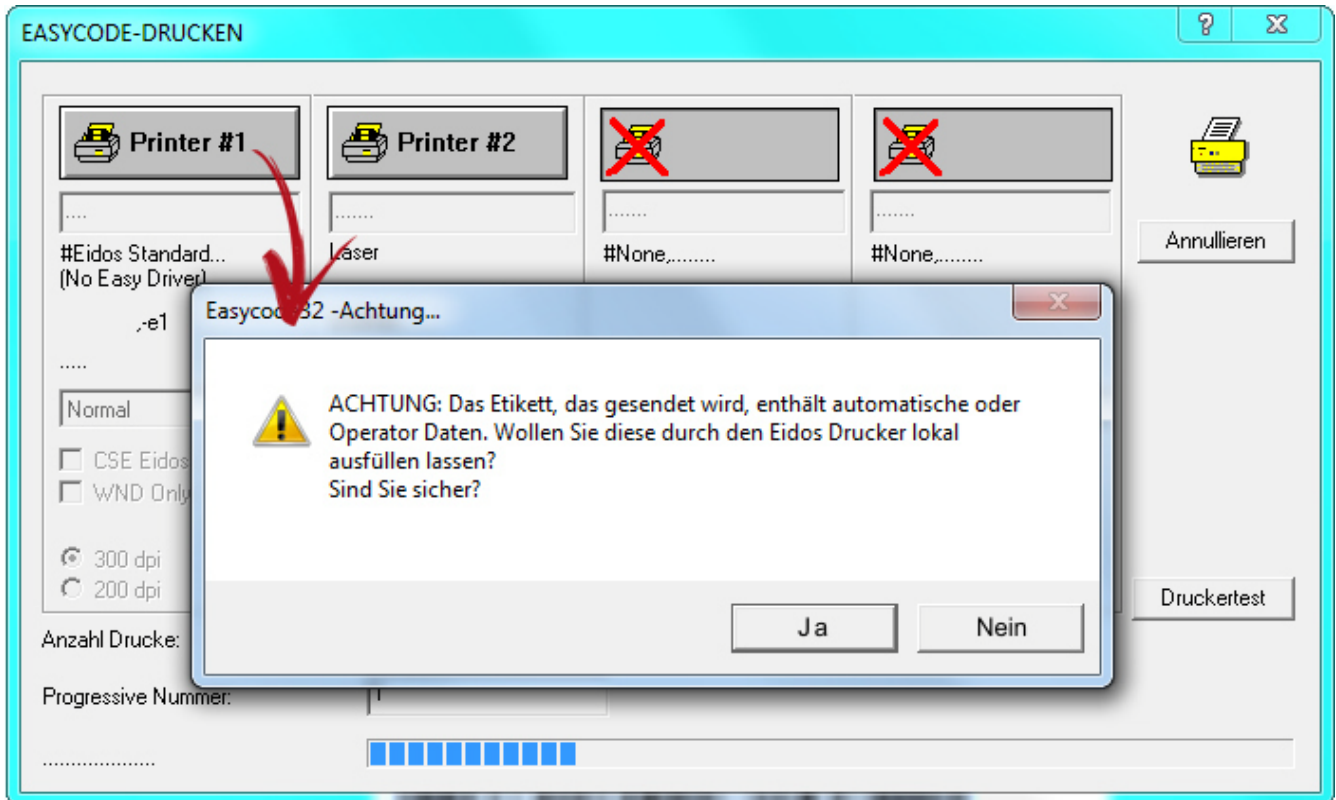 EASYCODE-DRUCKEN
Printer #1
Printer #2
....
.......
.......
.......
#Eidos Standard...
(No Easy Driver)
Laser
#None,........
#None,........
Annullieren
,-e1
.....
Normal
CSE Eidos
WND Only
300 dpi
200 dpi
Easycode32 -Achtung...
ACHTUNG: Das Etikett, das gesendet wird, enthält automatische oder
Operator Daten. Wollen Sie diese durch den Eidos Drucker lokal
ausfüllen lassen?
Sind Sie sicher?
Ja
Nein
Druckertest
Anzahl Drucke:
Progressive Nummer:
1
....................